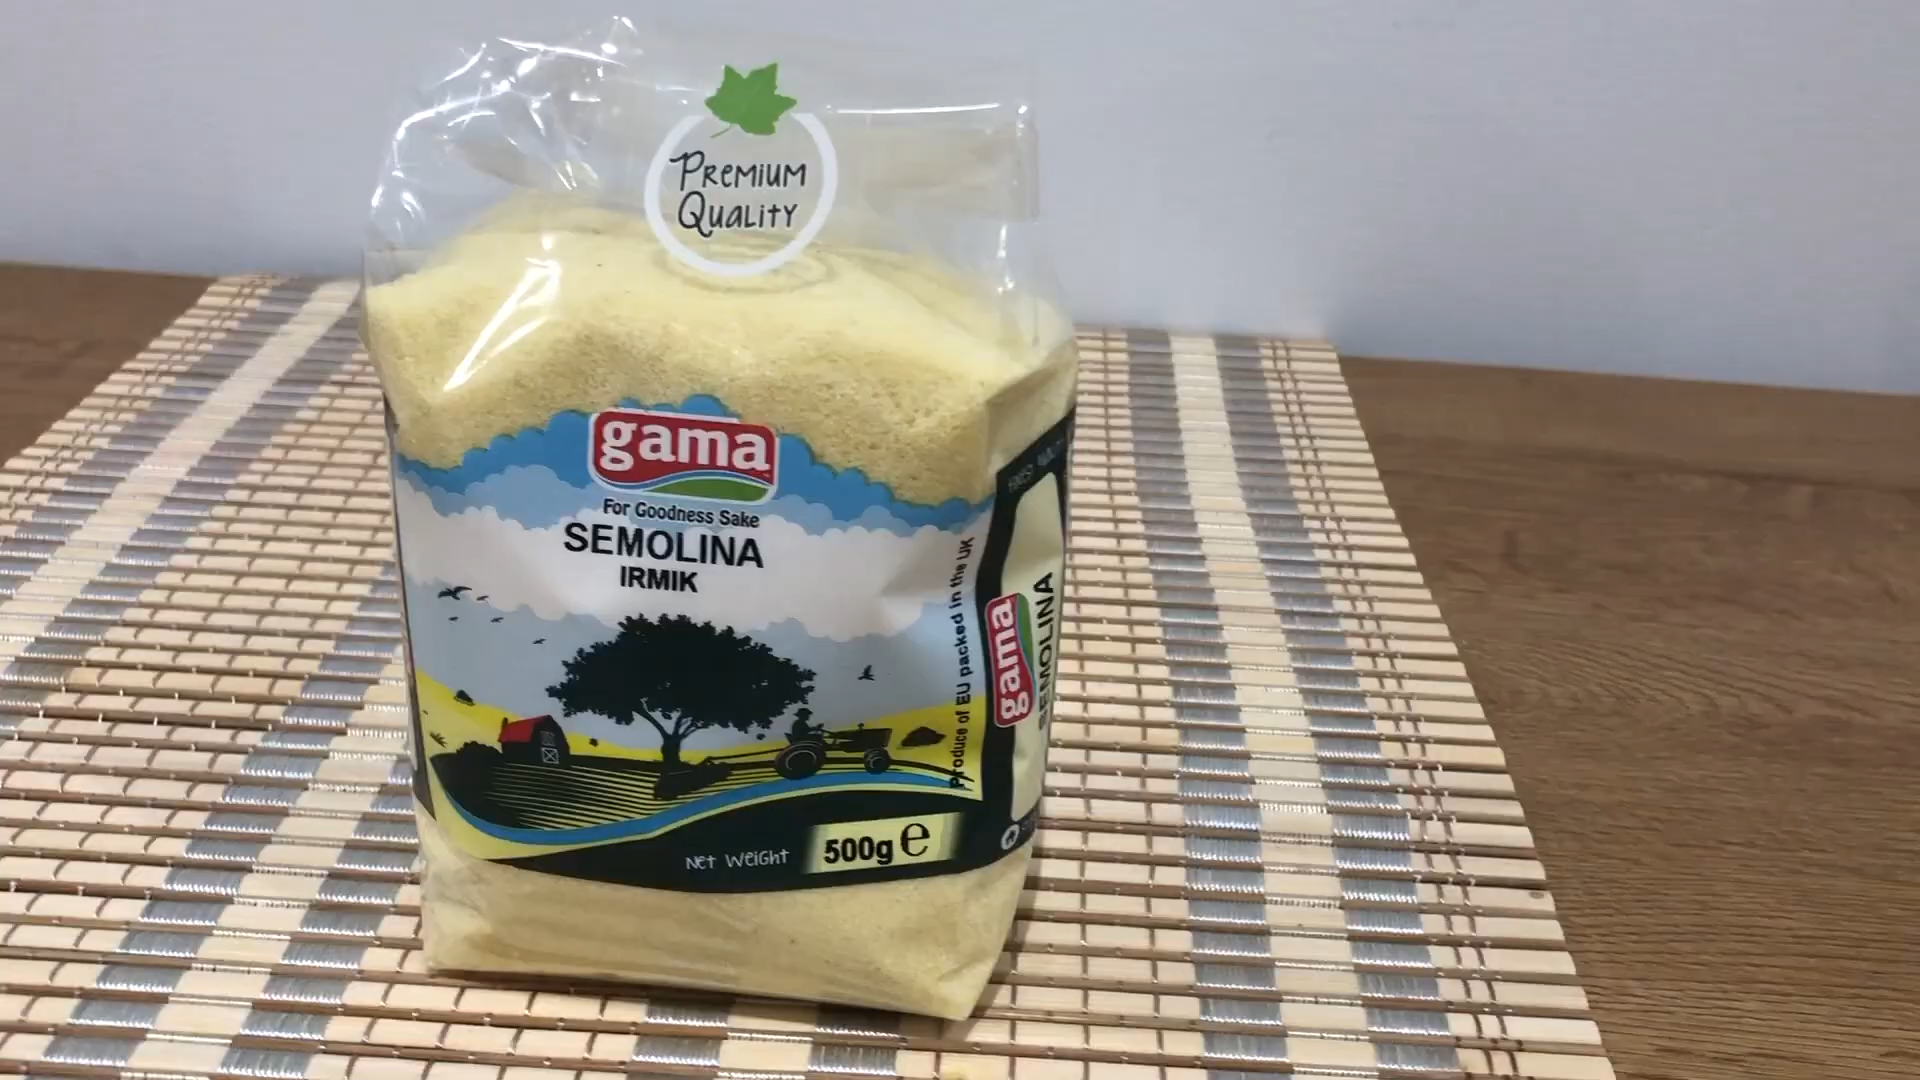 PREMIUM
QUALITY
gama
For Goodness Sake
SEMOLINA
IRMIK
Produce of EU packed in the UK
Net Weight 500g e
gama
SEMOLINA